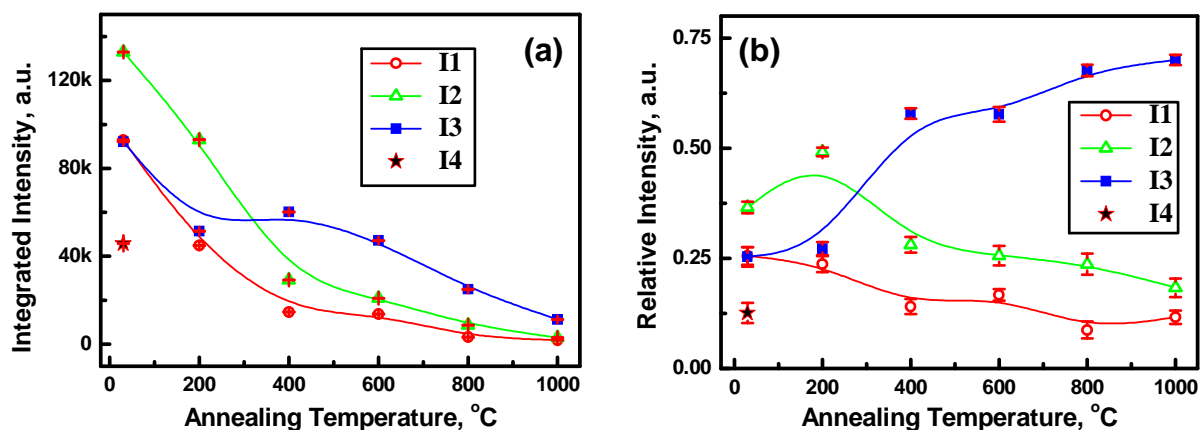 (a)
Integrated Intensity, a.u.
120k
80k
40k
0
I1
I2
I3
I4
0 200 400 600 800 1000
Annealing Temperature, °C
(b)
Relative Intensity, a.u.
0.75
0.50
0.25
0.00
I1
I2
I3
I4
0 200 400 600 800 1000
Annealing Temperature, °C